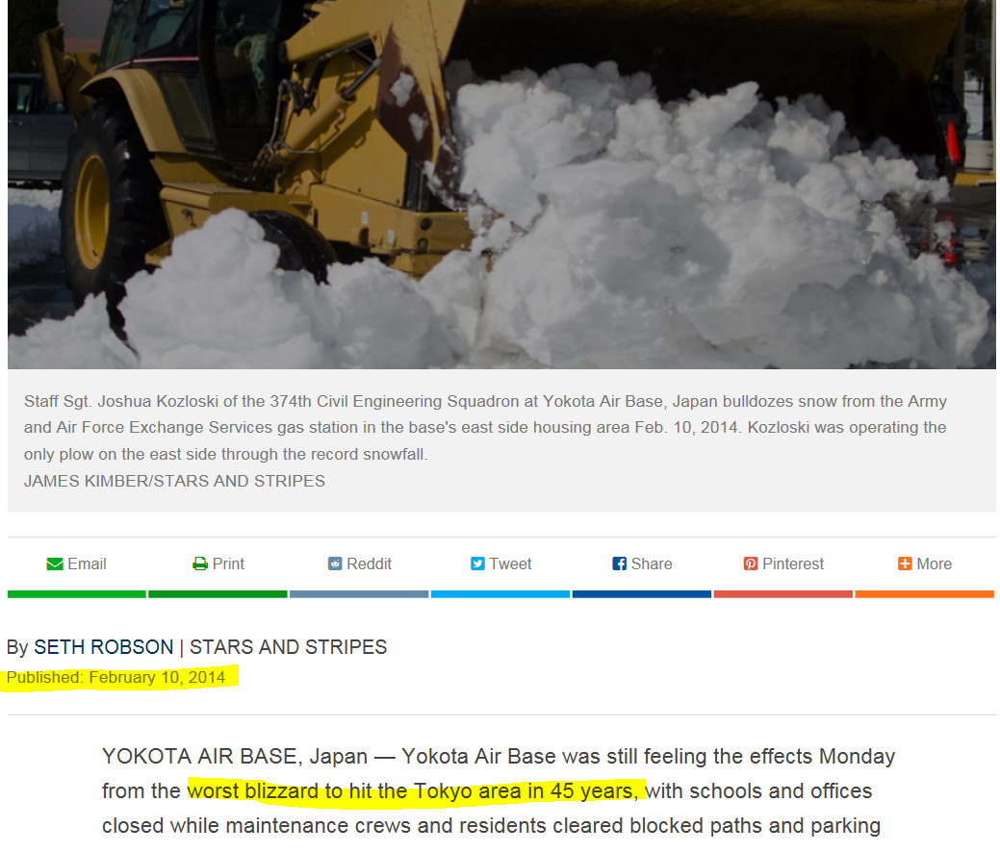 Staff Sgt. Joshua Kozloski of the 374th Civil Engineering Squadron at Yokota Air Base, Japan bulldozes snow from the Army
and Air Force Exchange Services gas station in the base's east side housing area Feb. 10, 2014. Kozloski was operating the
only plow on the east side through the record snowfall.
JAMES KIMBER/STARS AND STRIPES
Email Print Reddit Tweet Share Pinterest More
By SETH ROBSON | STARS AND STRIPES
Published: February 10, 2014
YOKOTA AIR BASE, Japan — Yokota Air Base was still feeling the effects Monday
from the worst blizzard to hit the Tokyo area in 45 years, with schools and offices
closed while maintenance crews and residents cleared blocked paths and parking